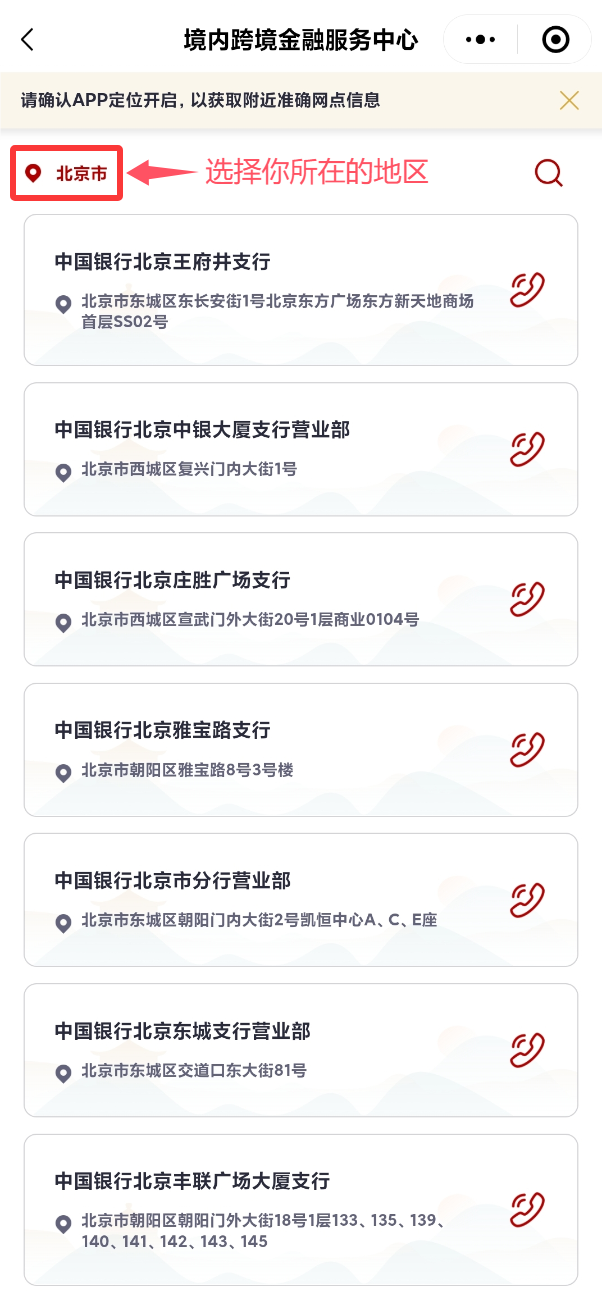 境内跨境金融服务中心
请确认APP定位开启，以获取附近准确网点信息
北京市
选择你所在的地区
中国银行北京王府井支行
北京市东城区东长安街1号北京东方广场东方新天地商场
首层SS02号
中国银行北京中银大厦支行营业部
北京市西城区复兴门内大街1号
中国银行北京庄胜广场支行
北京市西城区宣武门外大街20号1层商业0104号
中国银行北京雅宝路支行
北京市朝阳区雅宝路8号3号楼
中国银行北京市分行营业部
北京市东城区朝阳门内大街2号凯恒中心A、C、E座
中国银行北京东城支行营业部
北京市东城区交道口东大街81号
中国银行北京丰联广场大厦支行
北京市朝阳区朝阳门外大街18号1层133、135、139、
140、141、142、143、145